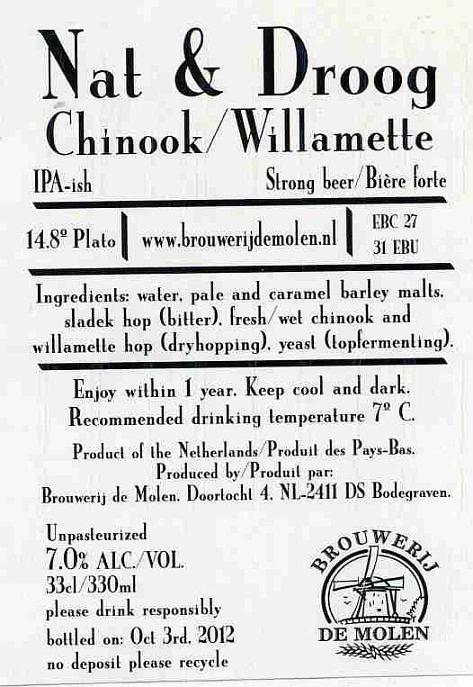 Nat & Droog
Chinook/Willamette
IPA-ish
Strong beer/Bière forte
14.8º Plato
www.brouwerijdemolen.nl
EBC 27
31 EBU
Ingredients: water, pale and caramel barley malts,
sladek hop (bitter), fresh/wet chinook and
willamette hop (dryhopping), yeast (topfermenting).
Enjoy within 1 year. Keep cool and dark.
Recommended drinking temperature 7º C.
Product of the Netherlands/Produit des Pays-Bas.
Produced by/Produit par:
Brouwerij de Molen, Doortocht 4, NL-2411 DS Bodegraven.
Unpasteurized
7.0% ALC./VOL.
33cl/330ml
please drink responsibly
bottled on: Oct 3rd, 2012
no deposit please recycle
BROUWERIJ
DE MOLEN